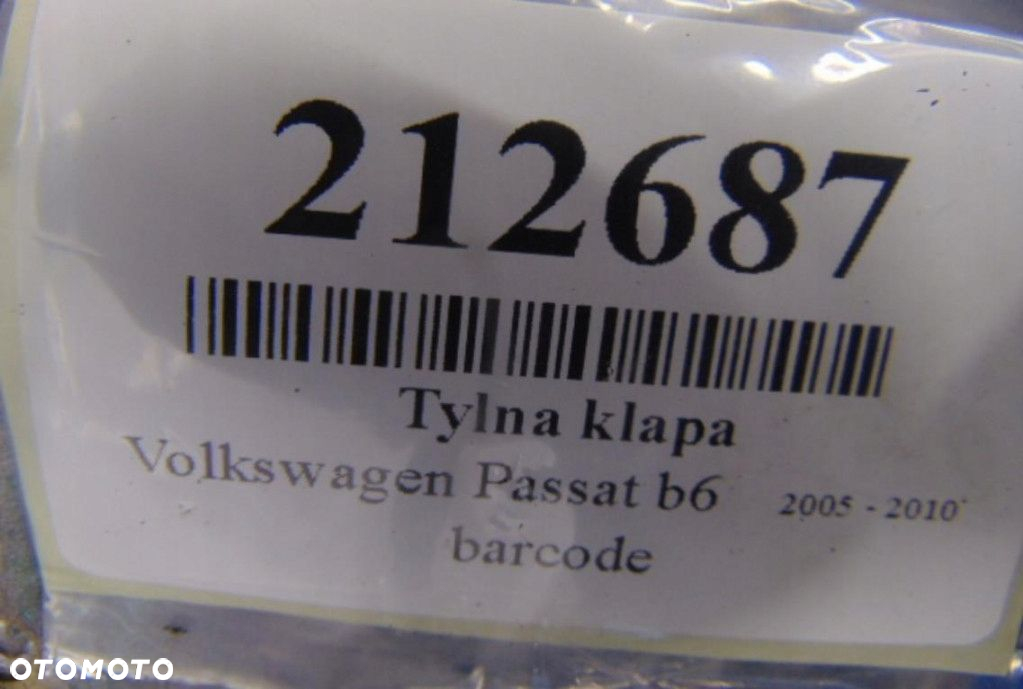 212687
Tylna klapa
Volkswagen Passat b6 2005 - 2010
barcode
OTOMOTO